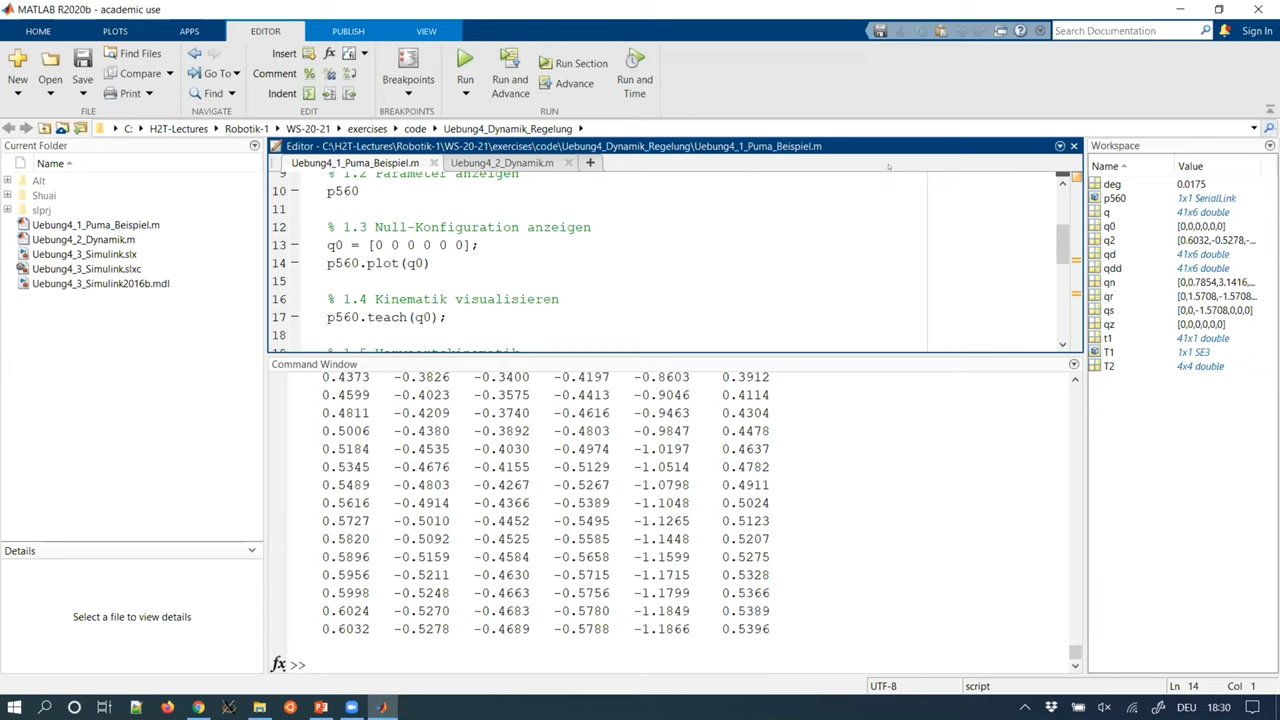 MATLAB R2020b - academic use
HOME PLOTS APPS EDITOR PUBLISH VIEW
Search Documentation
Sign In
New Open Save
Find Files
Compare
Print
FILE
Go To
Find
NAVIGATE
Insert
Comment
Indent
EDIT
Breakpoints
BREAKPOINTS
Run
Run and Advance
Run Section
Advance
Run and Time
RUN
C: H2T-Lectures Robotik-1 WS-20-21 exercises code Uebung4_Dynamik_Regelung
Current Folder
Name
Alt
Shuai
slprj
Uebung4_1_Puma_Beispiel.m
Uebung4_2_Dynamik.m
Uebung4_3_Simulink.slx
Uebung4_3_Simulink.slxc
Uebung4_3_Simulink2016b.mdl
Details
Select a file to view details
Editor - C:\H2T-Lectures\Robotik-1\WS-20-21\exercises\code\Uebung4_Dynamik_Regelung\Uebung4_1_Puma_Beispiel.m
Uebung4_1_Puma_Beispiel.m Uebung4_2_Dynamik.m
9 % 1.2 Parameter anzeigen
10 p560
11
12 % 1.3 Null-Konfiguration anzeigen
13 q0 = [0 0 0 0 0 0];
14 p560.plot(q0)
15
16 % 1.4 Kinematik visualisieren
17 p560.teach(q0);
18
Command Window
0.4373 -0.3826 -0.3400 -0.4197 -0.8603 0.3912
0.4599 -0.4023 -0.3575 -0.4413 -0.9046 0.4114
0.4811 -0.4209 -0.3740 -0.4616 -0.9463 0.4304
0.5006 -0.4380 -0.3892 -0.4803 -0.9847 0.4478
0.5184 -0.4535 -0.4030 -0.4974 -1.0197 0.4637
0.5345 -0.4676 -0.4155 -0.5129 -1.0514 0.4782
0.5489 -0.4803 -0.4267 -0.5267 -1.0798 0.4911
0.5616 -0.4914 -0.4366 -0.5389 -1.1048 0.5024
0.5727 -0.5010 -0.4452 -0.5495 -1.1265 0.5123
0.5820 -0.5092 -0.4525 -0.5585 -1.1448 0.5207
0.5896 -0.5159 -0.4584 -0.5658 -1.1599 0.5275
0.5956 -0.5211 -0.4630 -0.5715 -1.1715 0.5328
0.5998 -0.5248 -0.4663 -0.5756 -1.1799 0.5366
0.6024 -0.5270 -0.4683 -0.5780 -1.1849 0.5389
0.6032 -0.5278 -0.4689 -0.5788 -1.1866 0.5396
fx >>
Workspace
Name Value
deg 0.0175
p560 1x1 SerialLink
q 41x6 double
q0 [0,0,0,0,0,0]
q2 [0.6032,-0.5278,-...
qd 41x6 double
qdd 41x6 double
qn [0,0.7854,3.1416,...
qr [0,1.5708,-1.5708...
qs [0,0,-1.5708,0,0,0]
qz [0,0,0,0,0,0]
t1 41x1 double
T1 1x1 SE3
T2 4x4 double
UTF-8 script Ln 14 Col 1
DEU 18:30